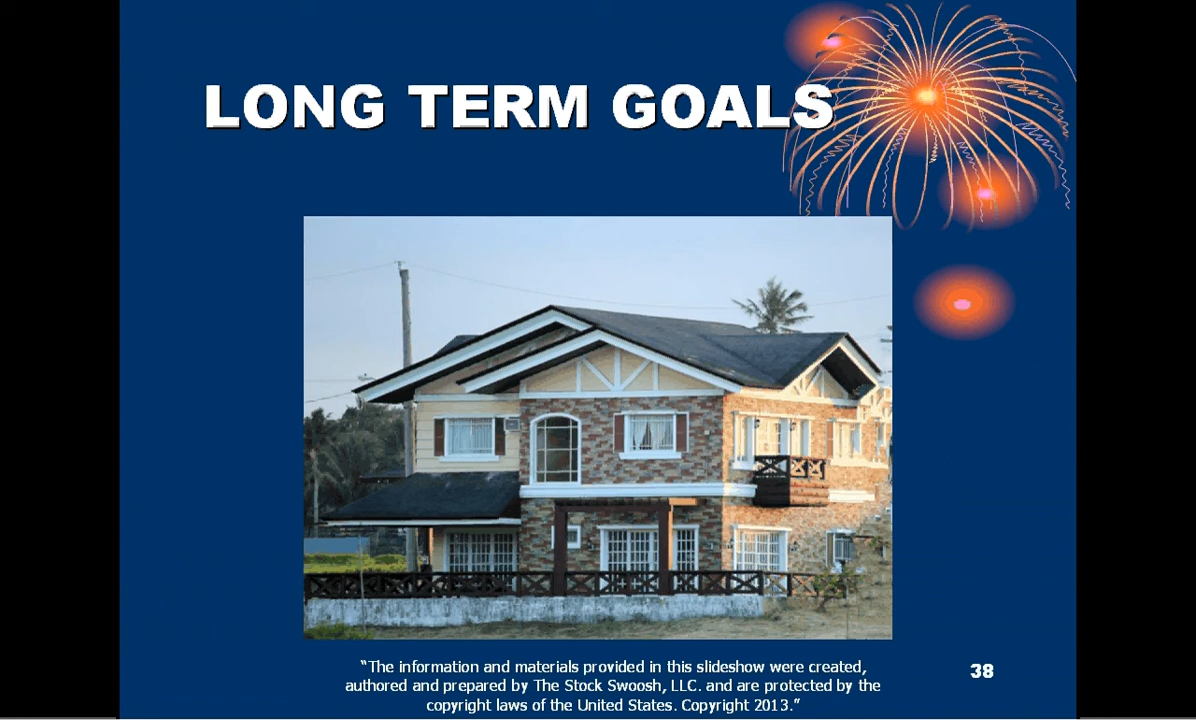 LONG TERM GOALS
“The information and materials provided in this slideshow were created,
authored and prepared by The Stock Swoosh, LLC. and are protected by the
copyright laws of the United States. Copyright 2013.”
38